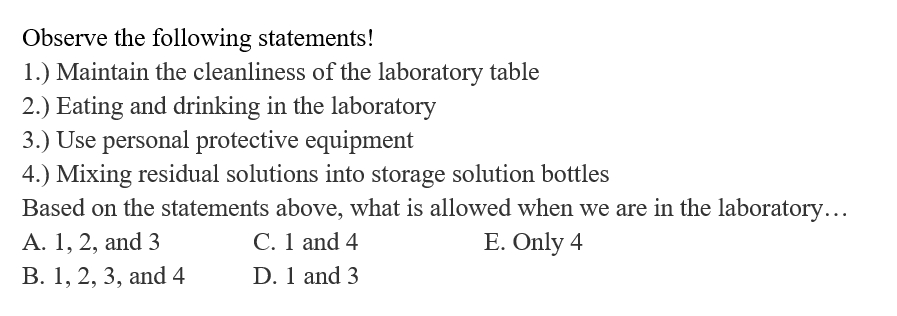 Observe the following statements!
1.) Maintain the cleanliness of the laboratory table
2.) Eating and drinking in the laboratory
3.) Use personal protective equipment
4.) Mixing residual solutions into storage solution bottles
Based on the statements above, what is allowed when we are in the laboratory…
A. 1, 2, and 3 C. 1 and 4 E. Only 4
B. 1, 2, 3, and 4 D. 1 and 3